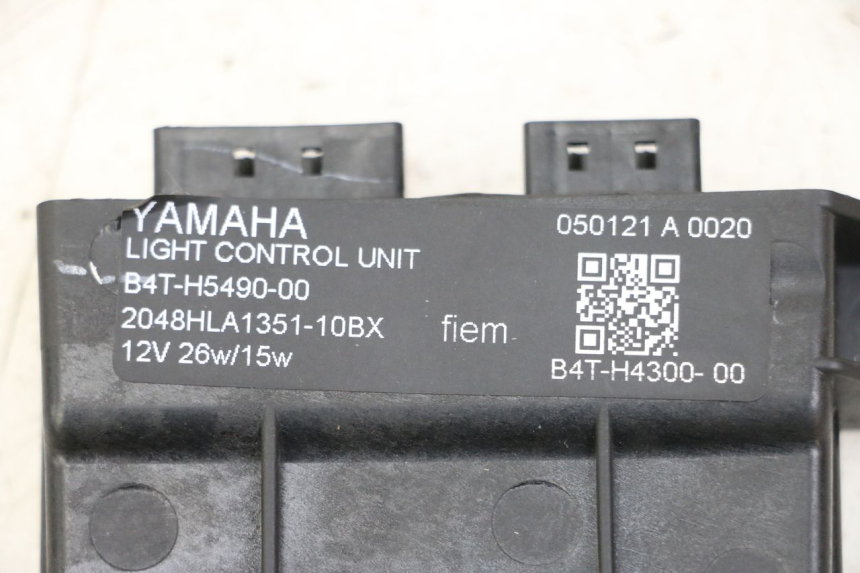 YAMAHA
LIGHT CONTROL UNIT
B4T-H5490-00
2048HLA1351-10BX
12V 26w/15w
fiem
050121 A 0020
B4T-H4300- 00